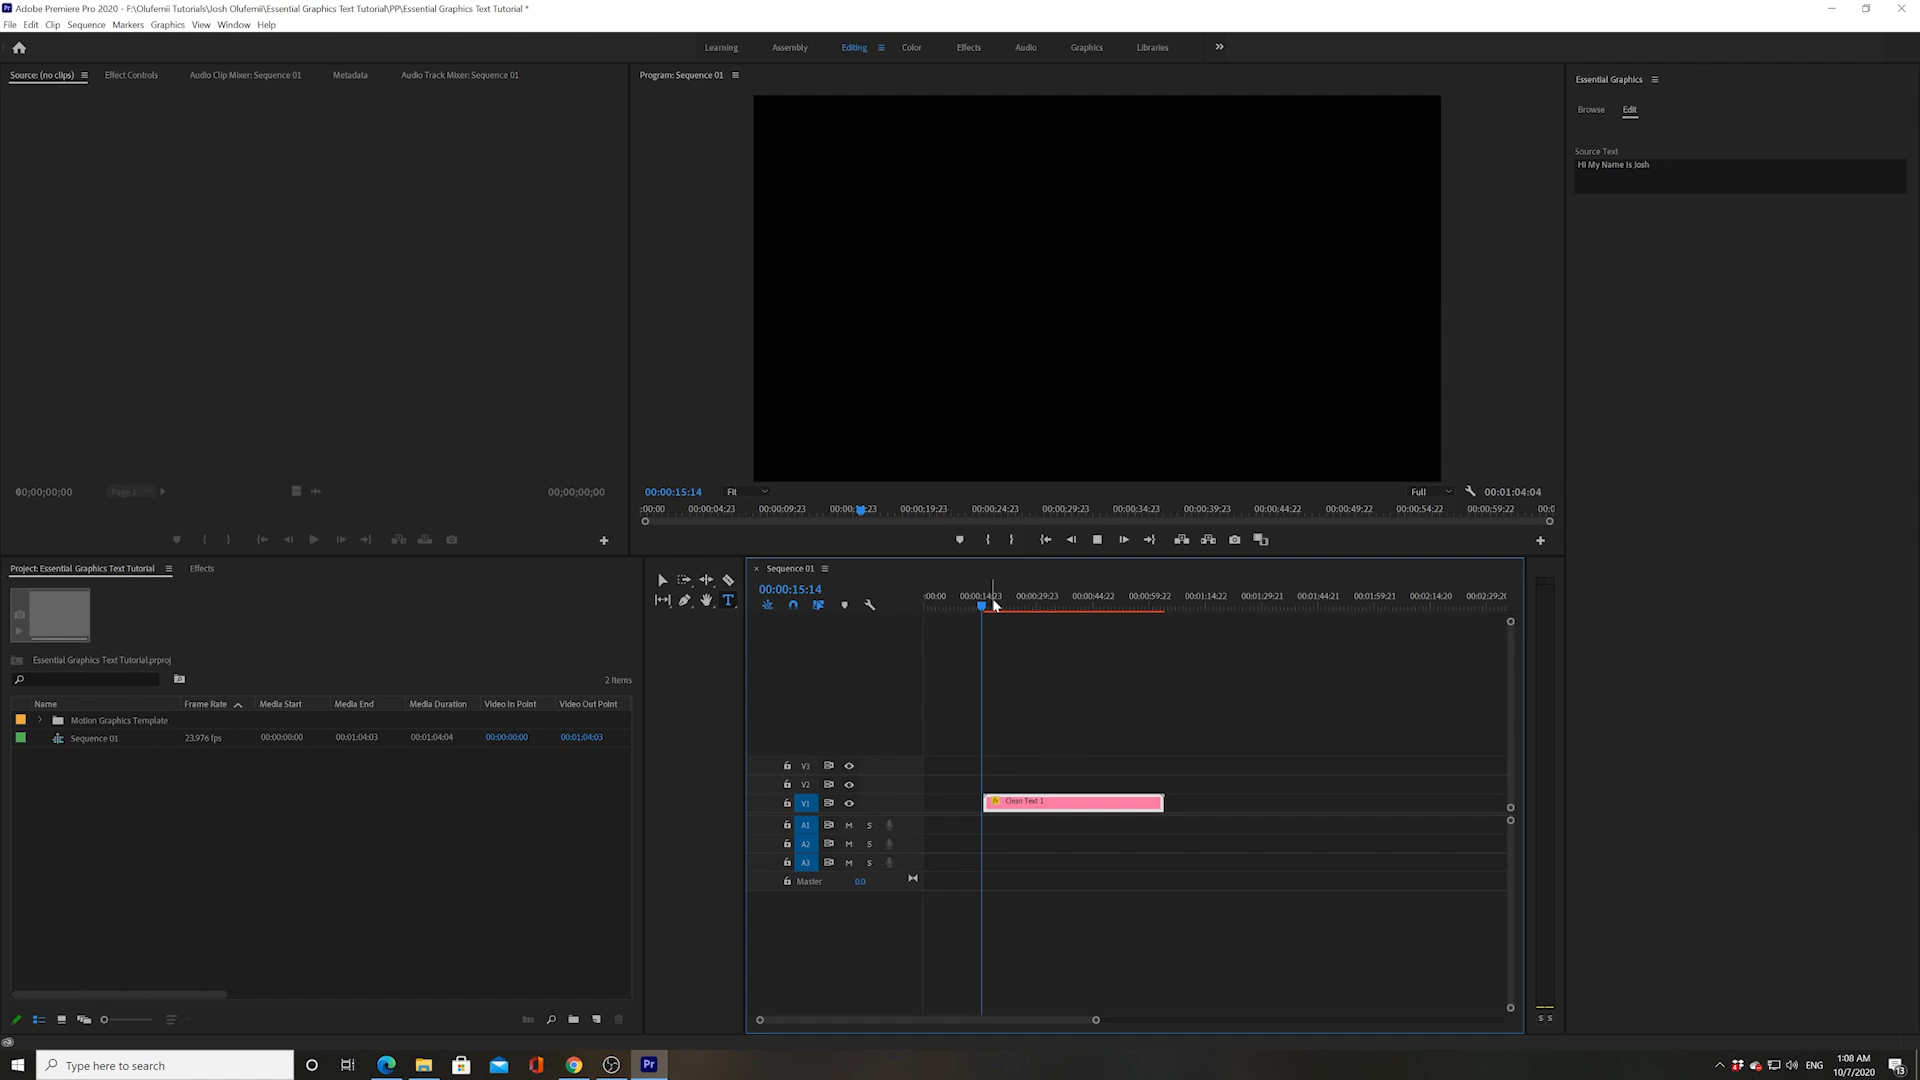 Adobe Premiere Pro 2020 - F:\Olufemii Tutorials\Josh Olufemii\Essential Graphics Text Tutorial\PP\Essential Graphics Text Tutorial *
File Edit Clip Sequence Markers Graphics View Window Help
Learning Assembly Editing Color Effects Audio Graphics Libraries
Source: (no clips) Effect Controls Audio Clip Mixer: Sequence 01 Metadata Audio Track Mixer: Sequence 01
Program: Sequence 01
Essential Graphics
Browse Edit
Source Text
Hi My Name Is Josh
00;00;00;00 Page 1 00;00;00;00
00:00:15:14 Fit Full 00:01:04:04
:00:00 00:00:04:23 00:00:09:23 00:00:14:23 00:00:19:23 00:00:24:23 00:00:29:23 00:00:34:23 00:00:39:23 00:00:44:22 00:00:49:22 00:00:54:22 00:00:59:22 00:0
Project: Essential Graphics Text Tutorial Effects
Essential Graphics Text Tutorial.prproj
2 Items
Name Frame Rate Media Start Media End Media Duration Video In Point Video Out Point
Motion Graphics Template
Sequence 01 23.976 fps 00:00:00:00 00:01:04:03 00:01:04:04 00:00:00:00 00:01:04:03
Sequence 01
00:00:15:14
:00:00 00:00:14:23 00:00:29:23 00:00:44:22 00:00:59:22 00:01:14:22 00:01:29:21 00:01:44:21 00:01:59:21 00:02:14:20 00:02:29:20
V3
V2
V1 fx Clean Text 1
A1 M S
A2 M S
A3 M S
Master 0.0
S S
Type here to search
Pr
ENG
1:08 AM
10/7/2020
13